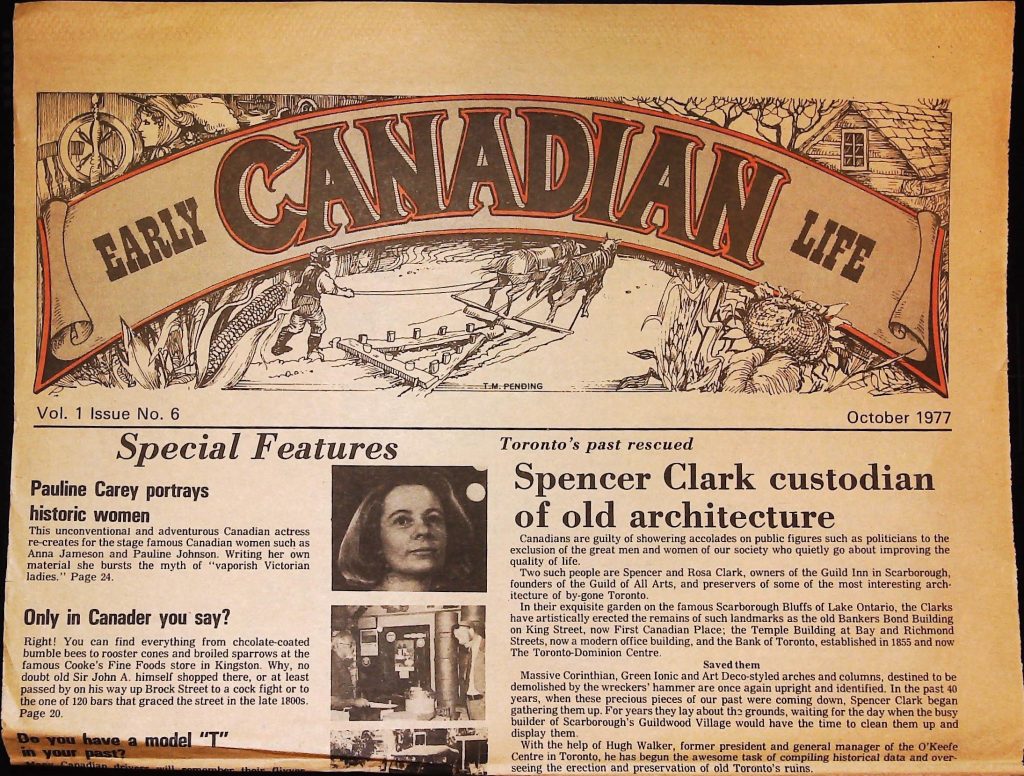 EARLY CANADIAN LIFE
T.M. PENDING
Vol. 1 Issue No. 6
October 1977
Special Features
Pauline Carey portrays
historic women
This unconventional and adventurous Canadian actress
re-creates for the stage famous Canadian women such as
Anna Jameson and Pauline Johnson. Writing her own
material she bursts the myth of "vaporish Victorian
ladies." Page 24.
Only in Canader you say?
Right! You can find everything from chcolate-coated
bumble bees to rooster cones and broiled sparrows at the
famous Cooke's Fine Foods store in Kingston. Why, no
doubt old Sir John A. himself shopped there, or at least
passed by on his way up Brock Street to a cock fight or to
the one of 120 bars that graced the street in the late 1800s.
Page 20.
Do you have a model "T"
in your past?
Many Canadian drivers will remember their flivver
Toronto's past rescued
Spencer Clark custodian
of old architecture
Canadians are guilty of showering accolades on public figures such as politicians to the
exclusion of the great men and women of our society who quietly go about improving the
quality of life.
Two such people are Spencer and Rosa Clark, owners of the Guild Inn in Scarborough,
founders of the Guild of All Arts, and preservers of some of the most interesting arch-
itecture of by-gone Toronto.
In their exquisite garden on the famous Scarborough Bluffs of Lake Ontario, the Clarks
have artistically erected the remains of such landmarks as the old Bankers Bond Building
on King Street, now First Canadian Place; the Temple Building at Bay and Richmond
Streets, now a modern office building, and the Bank of Toronto, established in 1855 and now
The Toronto-Dominion Centre.
Saved them
Massive Corinthian, Green Ionic and Art Deco-styled arches and columns, destined to be
demolished by the wreckers' hammer are once again upright and identified. In the past 40
years, when these precious pieces of our past were coming down, Spencer Clark began
gathering them up. For years they lay about the grounds, waiting for the day when the busy
builder of Scarborough's Guildwood Village would have the time to clean them up and
display them.
With the help of Hugh Walker, former president and general manager of the O'Keefe
Centre in Toronto, he has begun the awesome task of compiling historical data and over-
seeing the erection and preservation of old Toronto's ruins.